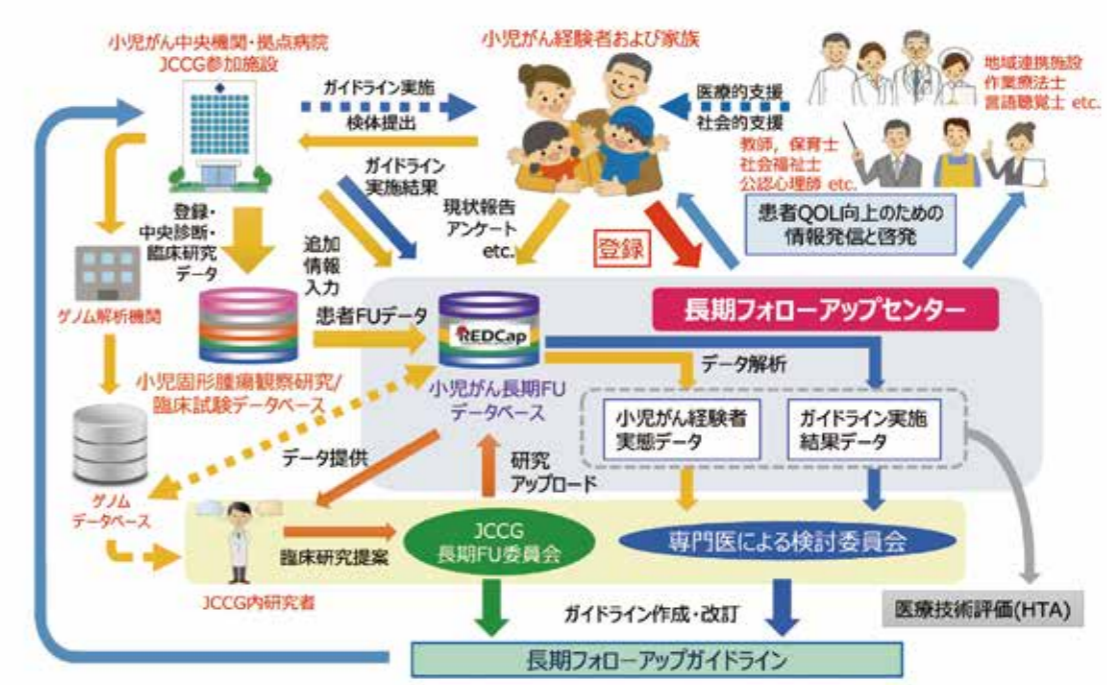 小児がん中央機関・拠点病院
JCCG参加施設
小児がん経験者および家族
地域連携施設
作業療法士
言語聴覚士 etc.
ガイドライン実施
検体提出
医療的支援
社会的支援
教師，保育士
社会福祉士
公認心理師 etc.
ガイドライン
実施結果
現状報告
アンケート
etc.
登録
患者QOL向上のための
情報発信と啓発
登録・
中央診断・
臨床研究
データ
追加
情報
入力
ゲノム解析機関
患者FUデータ
REDCap
長期フォローアップセンター
データ解析
小児固形腫瘍観察研究/
臨床試験データベース
小児がん長期FU
データベース
小児がん経験者
実態データ
ガイドライン実施
結果データ
データ提供
研究
アップロード
ゲノム
データベース
臨床研究提案
JCCG
長期FU委員会
専門医による検討委員会
JCCG内研究者
ガイドライン作成・改訂
医療技術評価(HTA)
長期フォローアップガイドライン